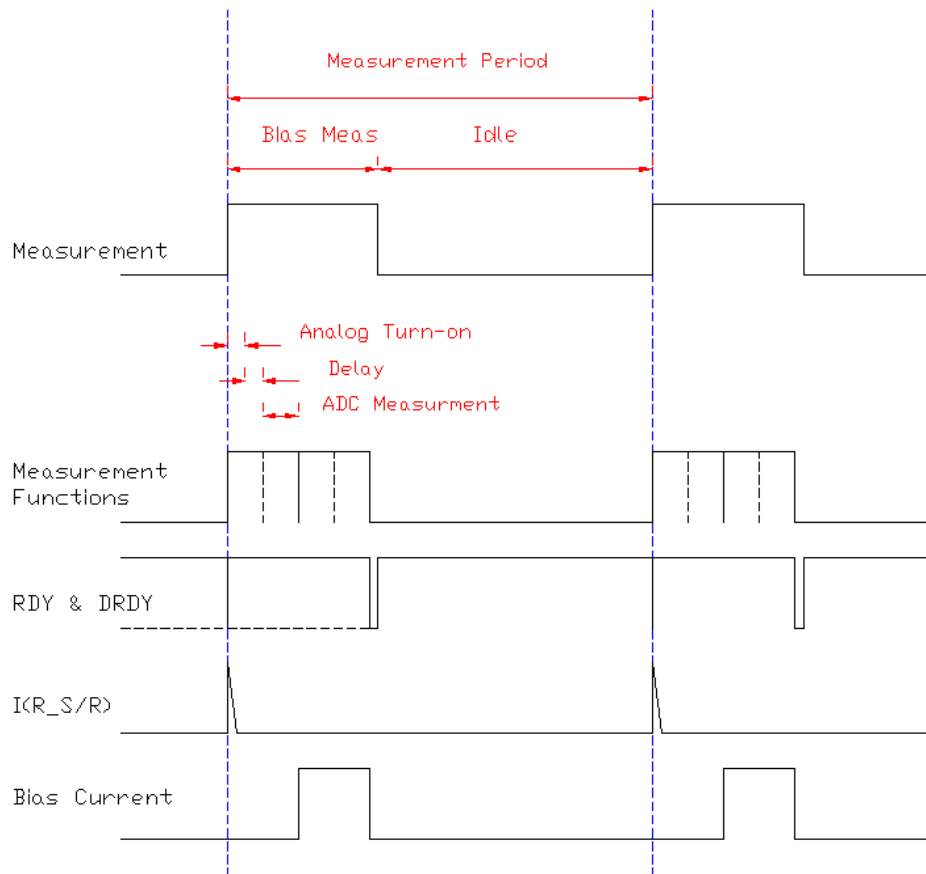 Measurement Period
Bias Meas
Idle
Measurement
Analog Turn-on
Delay
ADC Measurment
Measurement
Functions
RDY & DRDY
I(R_S/R)
Bias Current